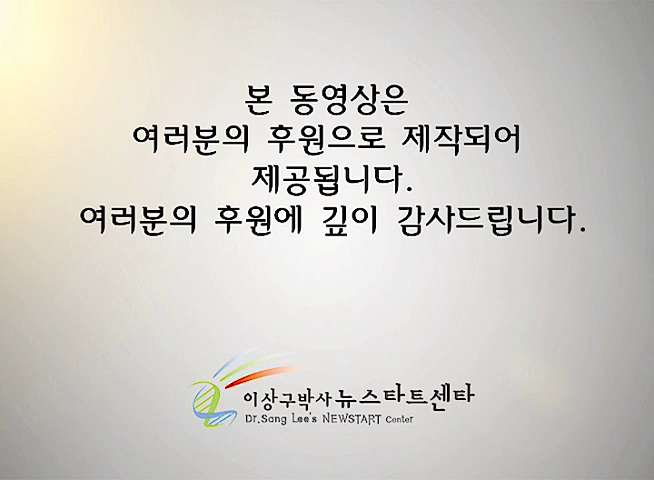 본 동영상은
여러분의 후원으로 제작되어
제공됩니다.
여러분의 후원에 깊이 감사드립니다.
이상구박사 뉴스타트센타
Dr.Sang Lee's NEWSTART Center